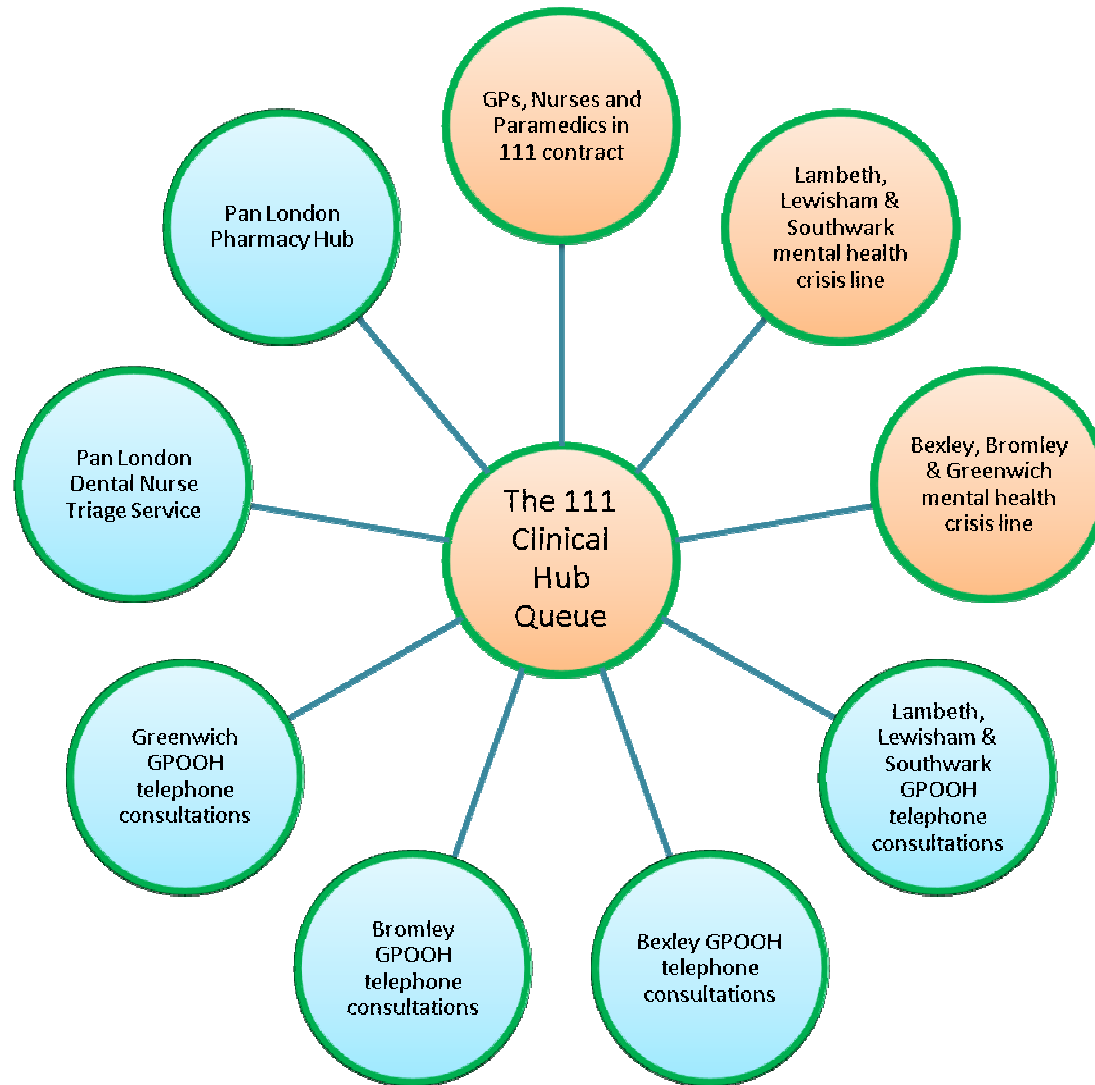 GPs, Nurses and
Paramedics in
111 contract
Lambeth,
Lewisham &
Southwark
mental health
crisis line
Bexley, Bromley
& Greenwich
mental health
crisis line
Lambeth,
Lewisham &
Southwark
GPOOH
telephone
consultations
Bexley GPOOH
telephone
consultations
Bromley
GPOOH
telephone
consultations
Greenwich
GPOOH
telephone
consultations
Pan London
Dental Nurse
Triage Service
Pan London
Pharmacy Hub
The 111
Clinical
Hub
Queue